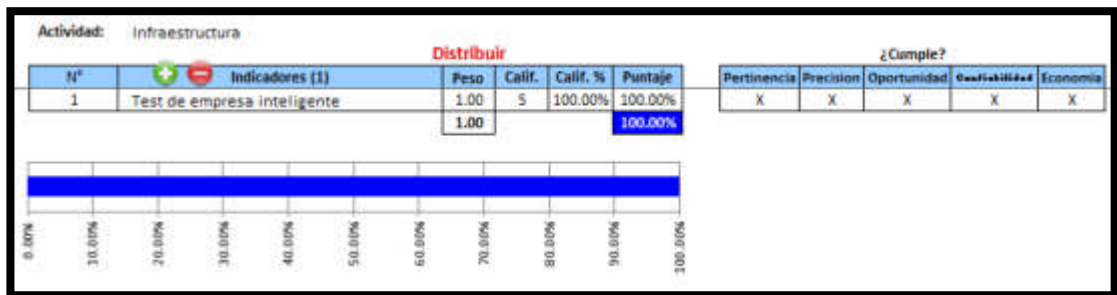 Actividad: Infraestructura
Distribuir ¿Cumple?
N° Indicadores (1) Peso Calif. Calif. % Puntaje Pertinencia Precision Oportunidad Confiabilidad Economia
1 Test de empresa inteligente 1.00 5 100.00% 100.00% X X X X X
1.00 100.00%
0.00% 10.00% 20.00% 30.00% 40.00% 50.00% 60.00% 70.00% 80.00% 90.00% 100.00%